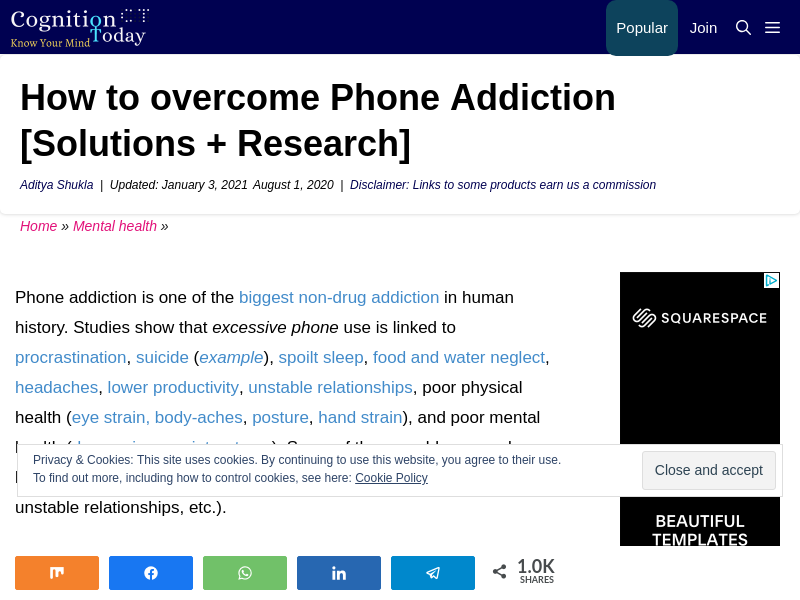 Cognition
Today
Know Your Mind
Popular
Join
How to overcome Phone Addiction
[Solutions + Research]
Aditya Shukla | Updated: January 3, 2021 August 1, 2020 | Disclaimer: Links to some products earn us a commission
Home » Mental health »
Phone addiction is one of the biggest non-drug addiction in human
history. Studies show that excessive phone use is linked to
procrastination, suicide (example), spoilt sleep, food and water neglect,
headaches, lower productivity, unstable relationships, poor physical
health (eye strain, body-aches, posture, hand strain), and poor mental
unstable relationships, etc.).
SQUARESPACE
BEAUTIFUL
TEMPLATES
Privacy & Cookies: This site uses cookies. By continuing to use this website, you agree to their use.
To find out more, including how to control cookies, see here: Cookie Policy
Close and accept
1.0K
SHARES